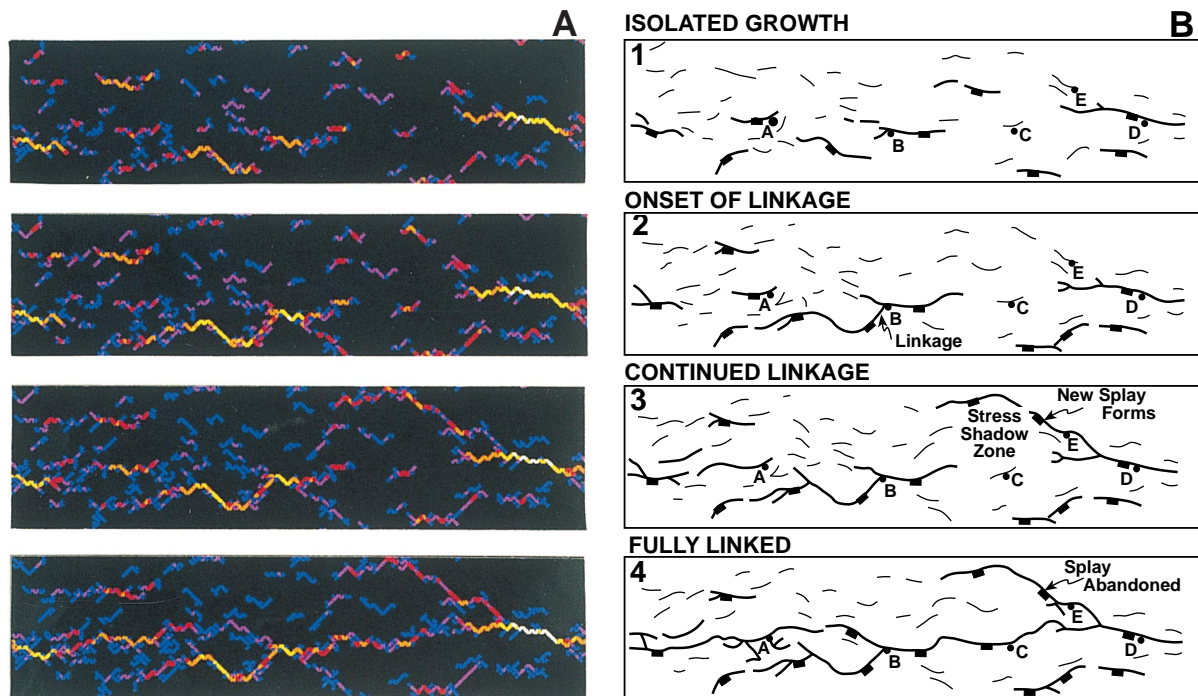 A
ISOLATED GROWTH
B
1
E
A
B
C
D
ONSET OF LINKAGE
2
E
A
B
C
D
Linkage
CONTINUED LINKAGE
3
New Splay
Forms
Stress
Shadow
Zone
E
A
B
C
D
FULLY LINKED
4
Splay
Abandoned
E
A
B
C
D